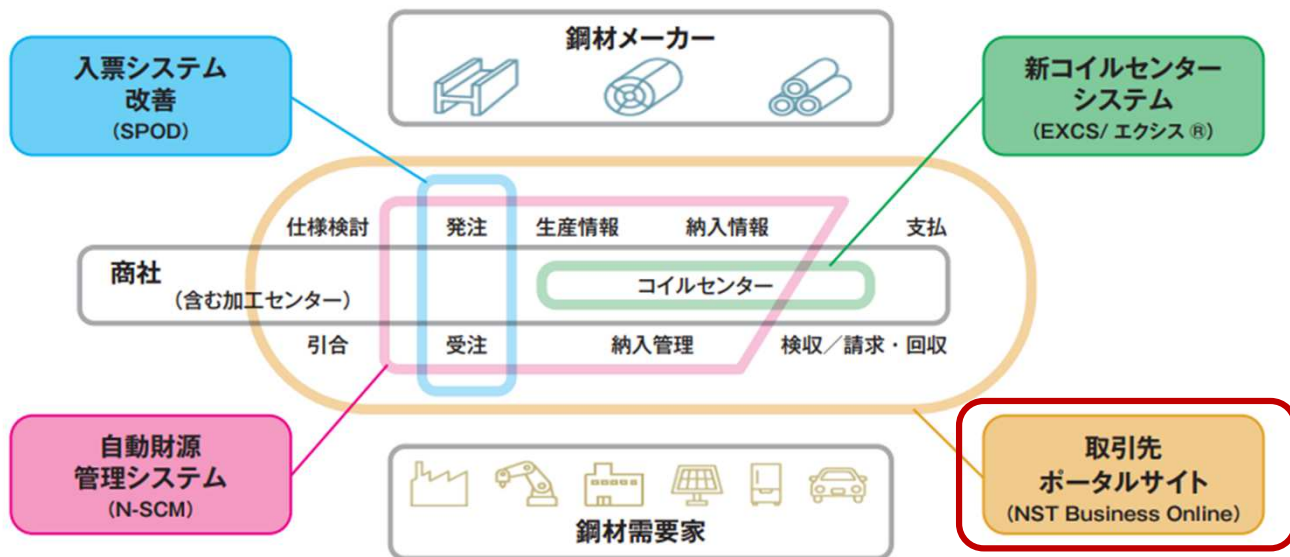 鋼材メーカー
入票システム
改善
(SPOD)
新コイルセンター
システム
(EXCS/ エクシス ®)
仕様検討
発注
生産情報
納入情報
支払
商社
(含む加工センター)
コイルセンター
引合
受注
納入管理
検収／請求・回収
自動財源
管理システム
(N-SCM)
鋼材需要家
取引先
ポータルサイト
(NST Business Online)